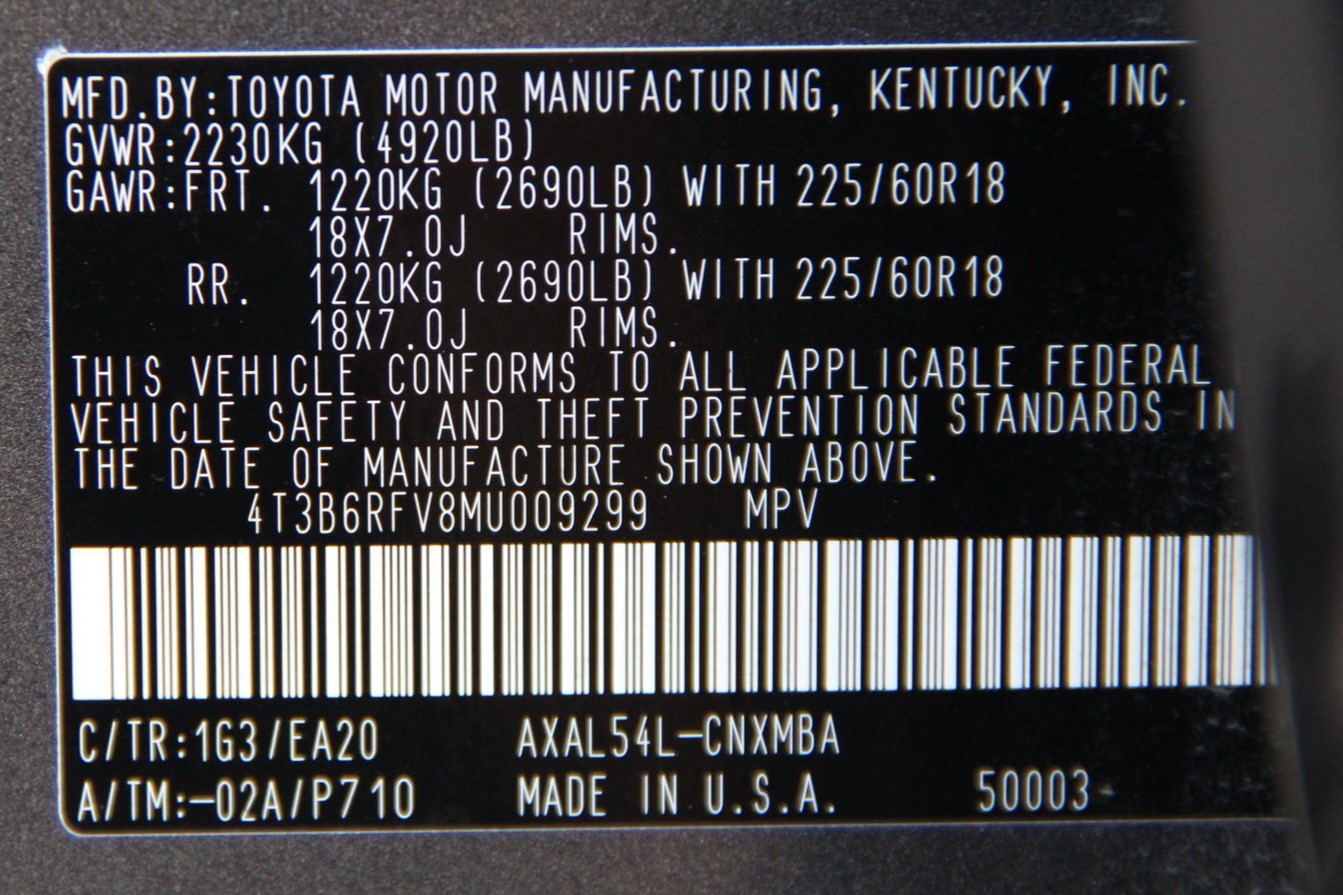 MFD.BY:TOYOTA MOTOR MANUFACTURING, KENTUCKY, INC.
GVWR:2230KG (4920LB)
GAWR:FRT. 1220KG (2690LB) WITH 225/60R18
18X7.0J RIMS.
RR. 1220KG (2690LB) WITH 225/60R18
18X7.0J RIMS.
THIS VEHICLE CONFORMS TO ALL APPLICABLE FEDERAL
VEHICLE SAFETY AND THEFT PREVENTION STANDARDS IN
THE DATE OF MANUFACTURE SHOWN ABOVE.
4T3B6RFV8MU009299 MPV
C/TR:1G3/EA20 AXAL54L-CNXMBA
A/TM:-02A/P710 MADE IN U.S.A. 50003